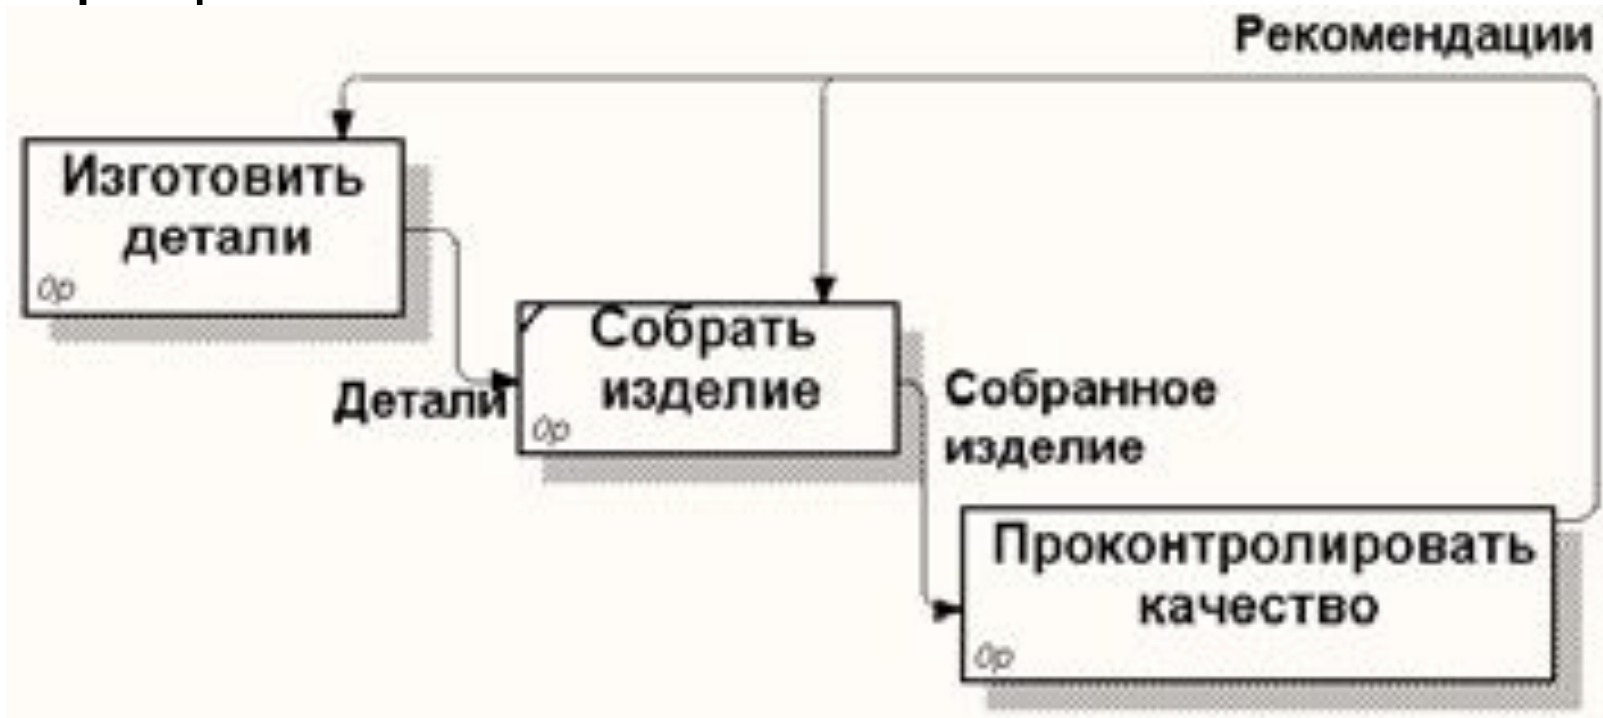 Рекомендации
Изготовить
детали
0р
Детали
Собрать
изделие
0р
Собранное
изделие
Проконтролировать
качество
0р